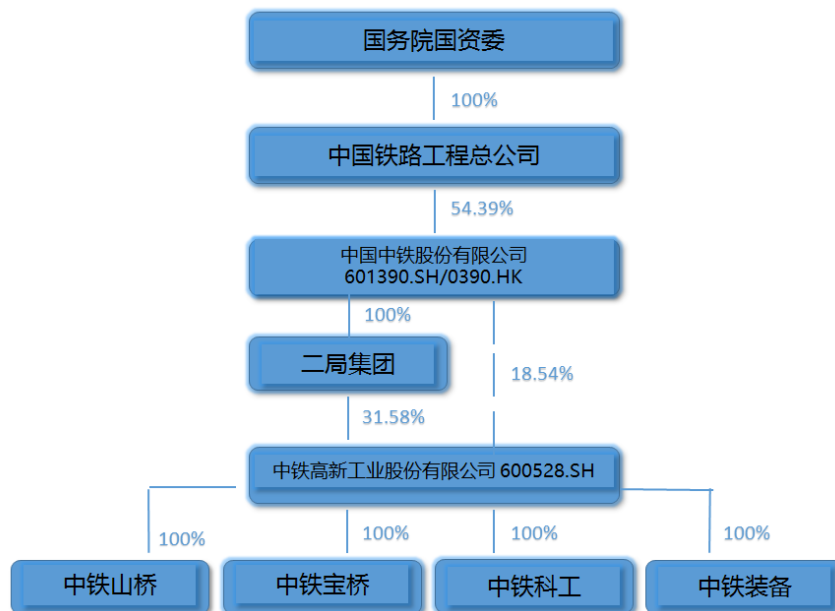 国务院国资委
100%
中国铁路工程总公司
54.39%
中国中铁股份有限公司
601390.SH/0390.HK
100%
二局集团
18.54%
31.58%
中铁高新工业股份有限公司 600528.SH
100%
100%
100%
100%
中铁山桥
中铁宝桥
中铁科工
中铁装备